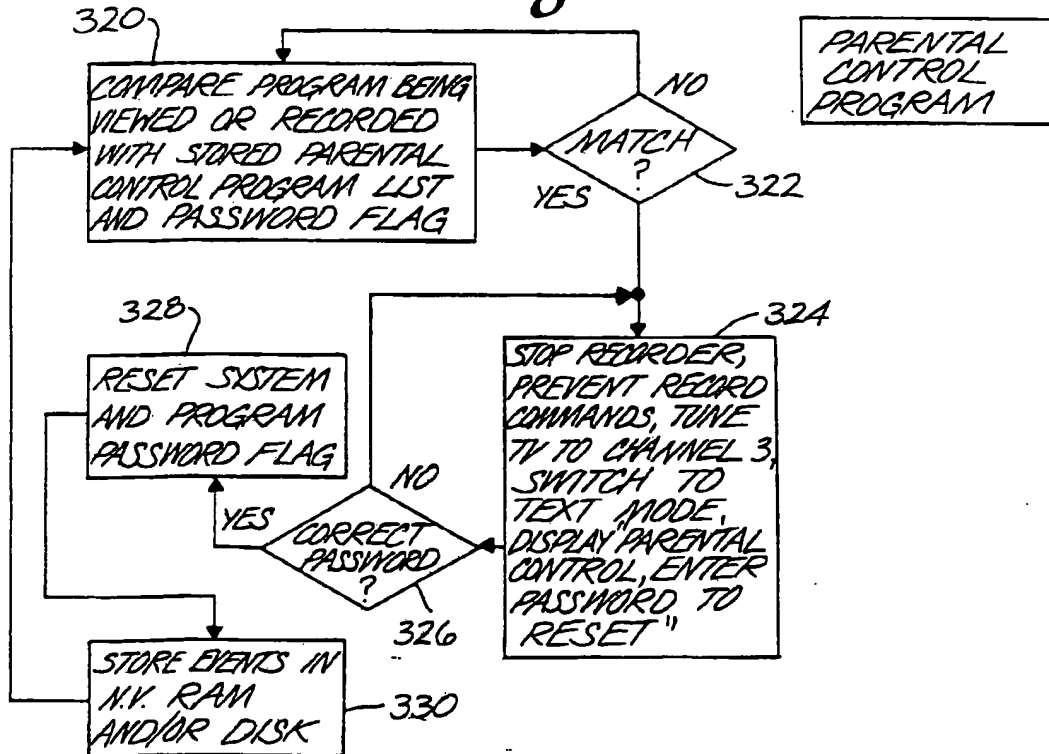 320
COMPARE PROGRAM BEING
VIEWED OR RECORDED
WITH STORED PARENTAL
CONTROL PROGRAM LIST
AND PASSWORD FLAG
NO
MATCH
?
YES
322
PARENTAL
CONTROL
PROGRAM
328
RESET SYSTEM
AND PROGRAM
PASSWORD FLAG
324
STOP RECORDER,
PREVENT RECORD
COMMANDS, TUNE
TV TO CHANNEL 3,
SWITCH TO
TEXT MODE,
DISPLAY "PARENTAL
CONTROL, ENTER
PASSWORD TO
RESET"
NO
YES
CORRECT
PASSWORD
?
326
STORE EVENTS IN
N.V. RAM
AND/OR DISK
330